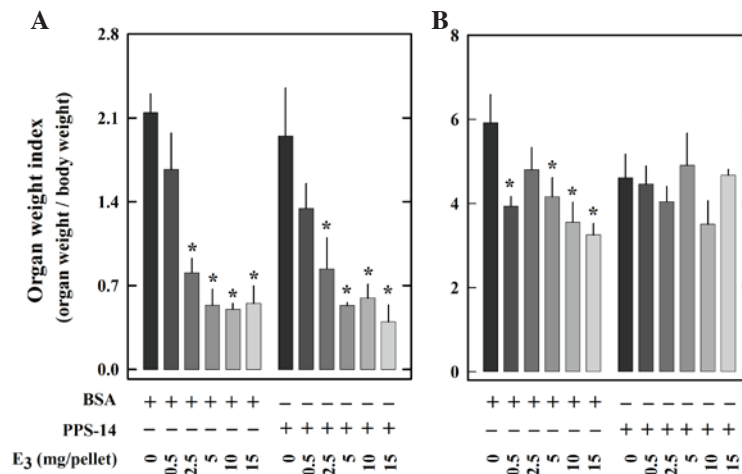 A
B
Organ weight index
(organ weight / body weight)
2.8
2.1
1.4
0.7
0.0
8
6
4
2
0
* * * * * * * *
* * * *
BSA + + + + + + − − − − − − + + + + + + − − − − − −
PPS-14 − − − − − − + + + + + + − − − − − − + + + + + +
E3 (mg/pellet) 0 0.5 2.5 5 10 15 0 0.5 2.5 5 10 15 0 0.5 2.5 5 10 15 0 0.5 2.5 5 10 15